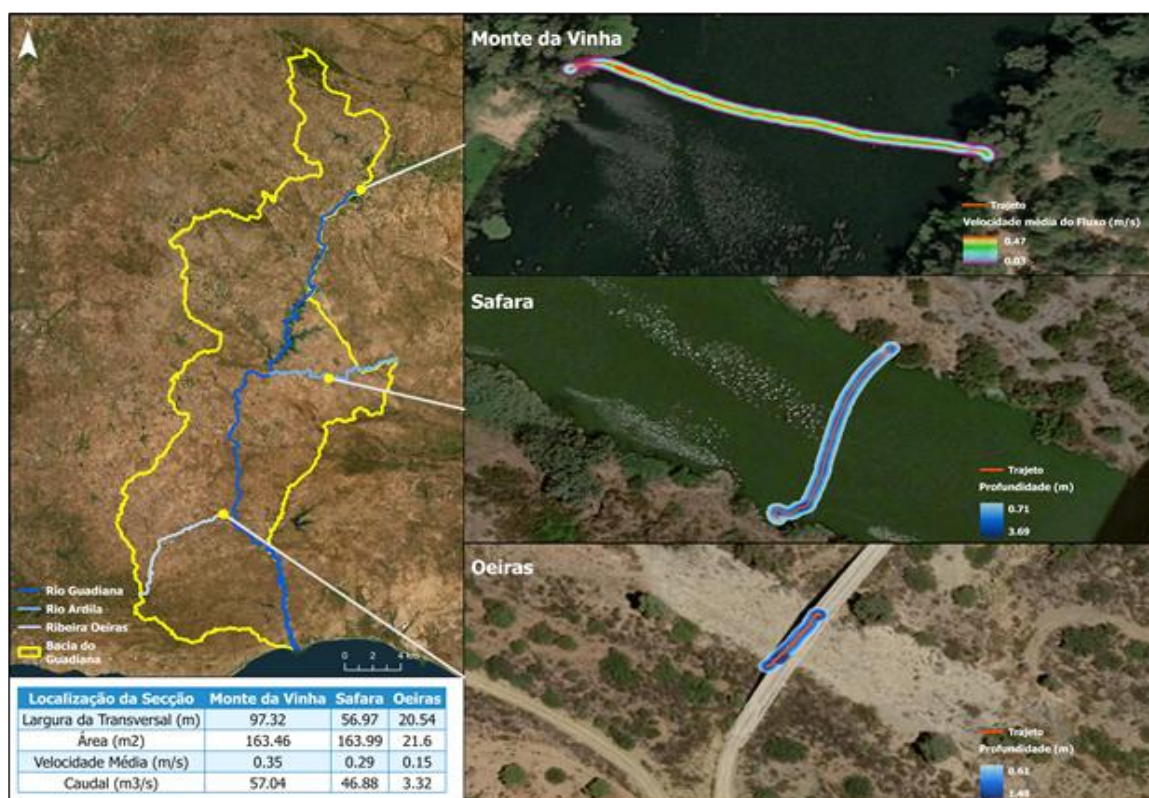 N
Rio Guadiana
Rio Ardila
Ribeira Oeiras
Bacia do
Guadiana
0 2 4 km
Monte da Vinha
Trajeto
Velocidade média do Fluxo (m/s)
0.47
0.03
Safara
Trajeto
Profundidade (m)
0.71
3.69
Oeiras
Trajeto
Profundidade (m)
0.61
1.48
Localização da Secção Monte da Vinha Safara Oeiras
Largura da Transversal (m) 97.32 56.97 20.54
Área (m2) 163.46 163.99 21.6
Velocidade Média (m/s) 0.35 0.29 0.15
Caudal (m3/s) 57.04 46.88 3.32